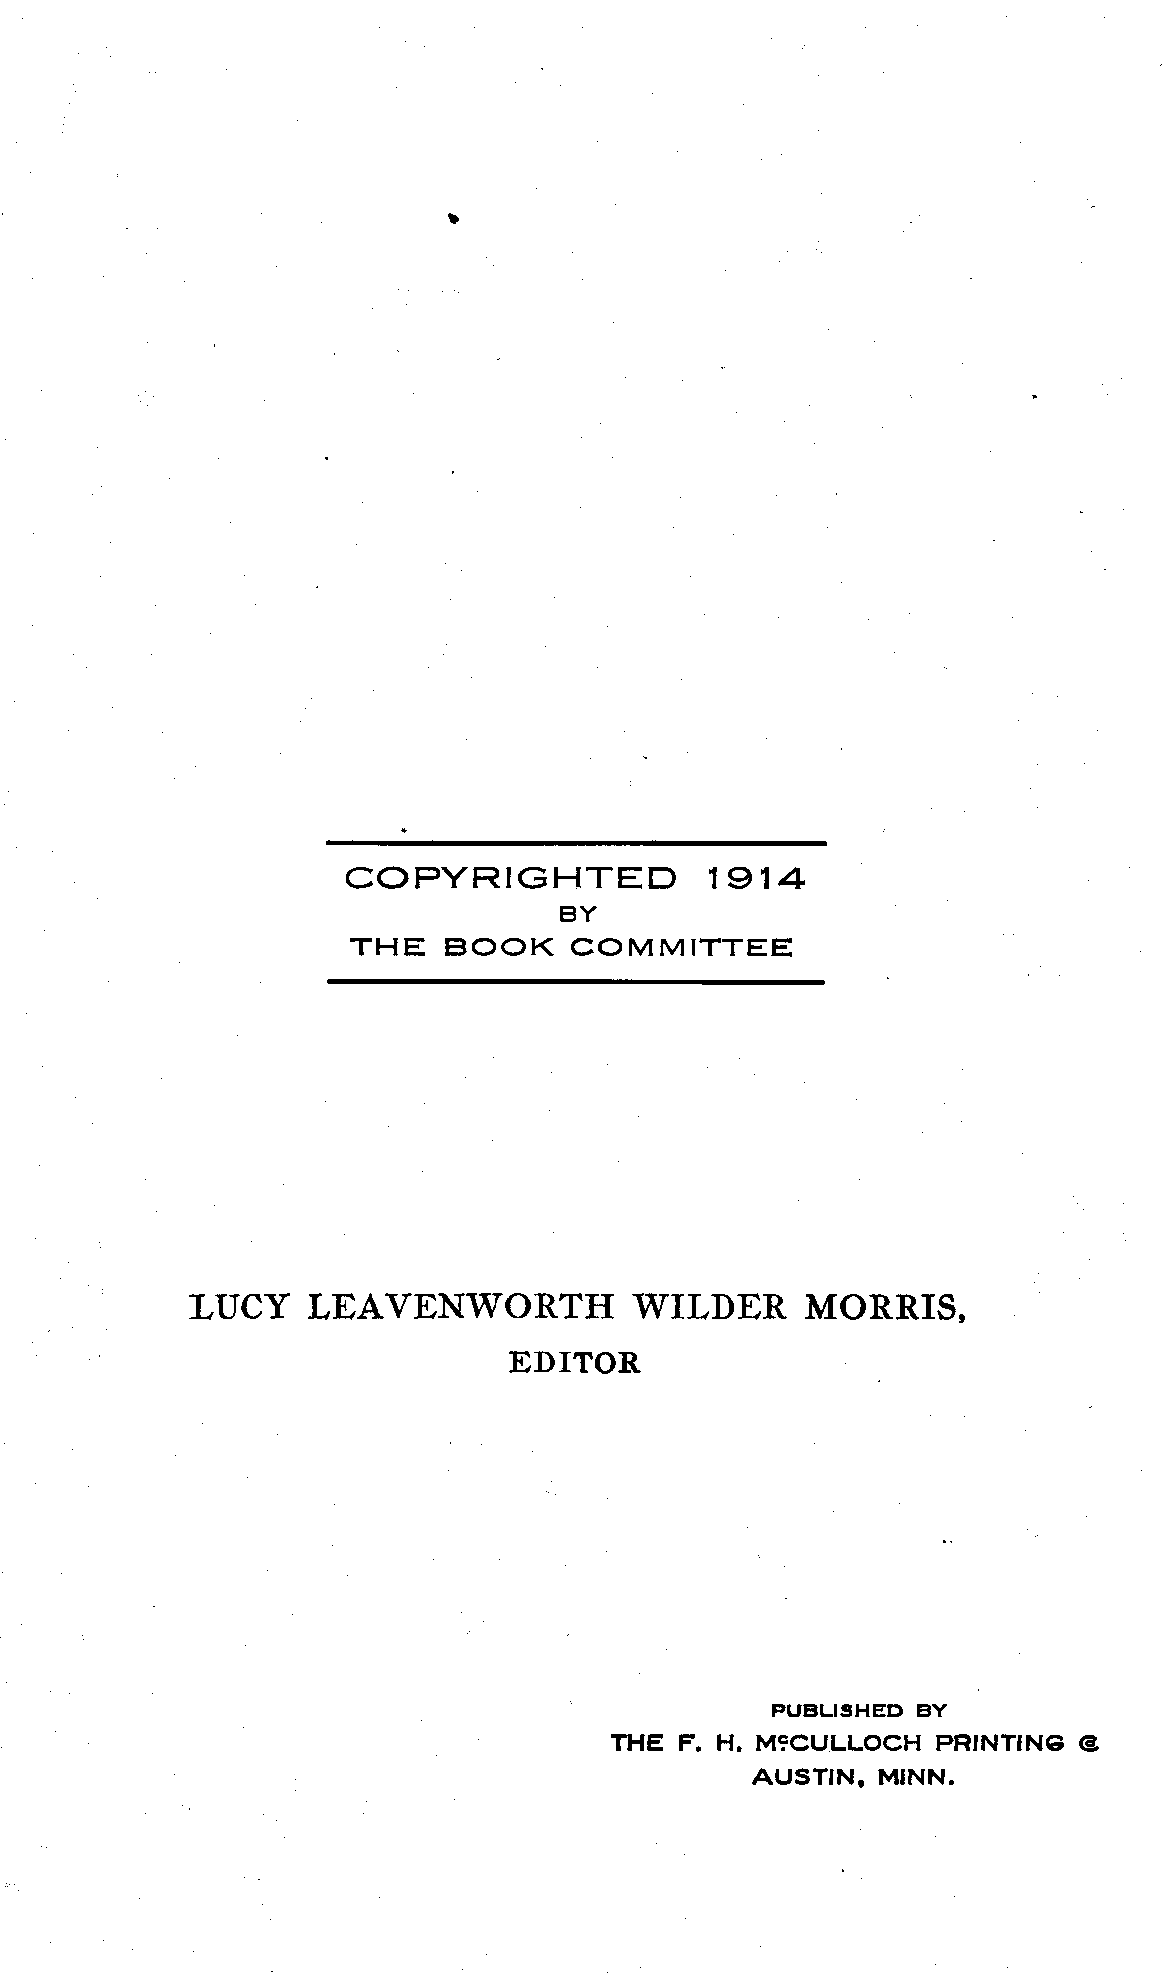 COPYRIGHTED 1914
BY
THE BOOK COMMITTEE
LUCY LEAVENWORTH WILDER MORRIS,
EDITOR
PUBLISHED BY
THE F. H. McCULLOCH PRINTING Co
AUSTIN, MINN.